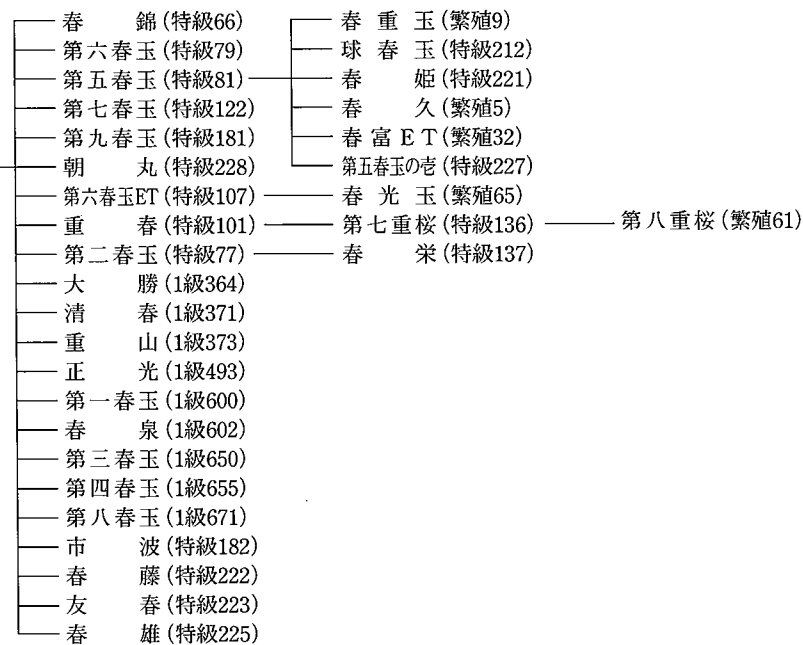 春錦(特級66) 春重玉(繁殖9)
第六春玉(特級79) 球春玉(特級212)
第五春玉(特級81) 春姫(特級221)
第七春玉(特級122) 春久(繁殖5)
第九春玉(特級181) 春富ET(繁殖32)
朝丸(特級228) 第五春玉の壱(特級227)
第六春玉ET(特級107) 春光玉(繁殖65)
重春(特級101) 第七重桜(特級136) 第八重桜(繁殖61)
第二春玉(特級77) 春栄(特級137)
大勝(1級364)
清春(1級371)
重山(1級373)
正光(1級493)
第一春玉(1級600)
春泉(1級602)
第三春玉(1級650)
第四春玉(1級655)
第八春玉(1級671)
市波(特級182)
春藤(特級222)
友春(特級223)
春雄(特級225)